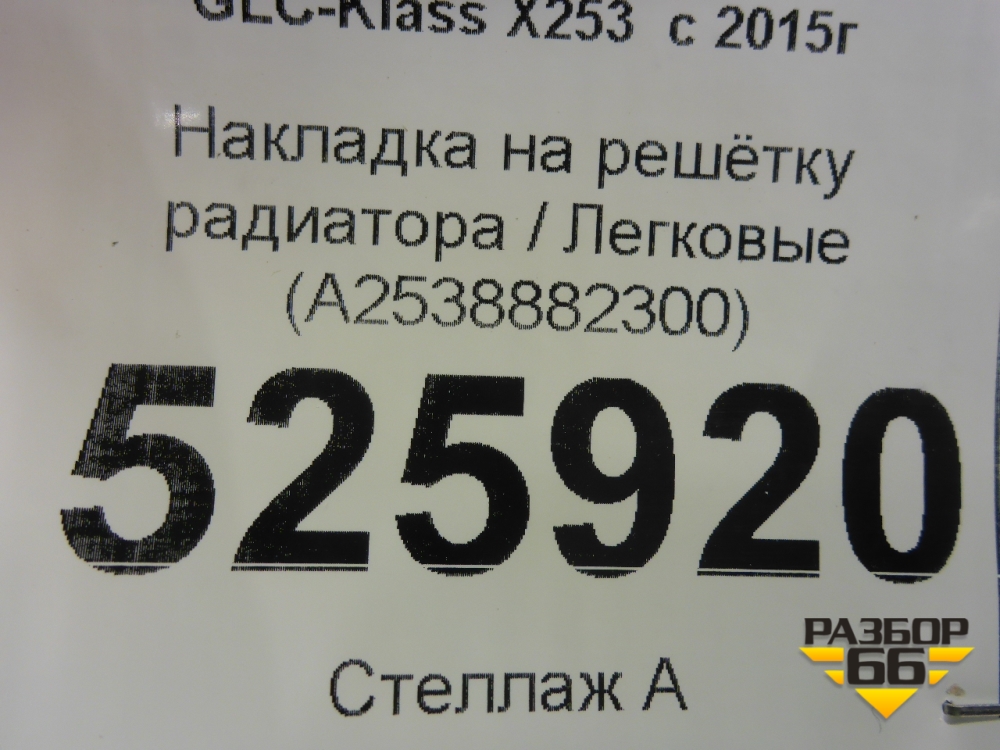 GLC-Klass X253 с 2015г
Накладка на решётку
радиатора / Легковые
(A2538882300)
525920
Стеллаж А
РАЗБОР
66